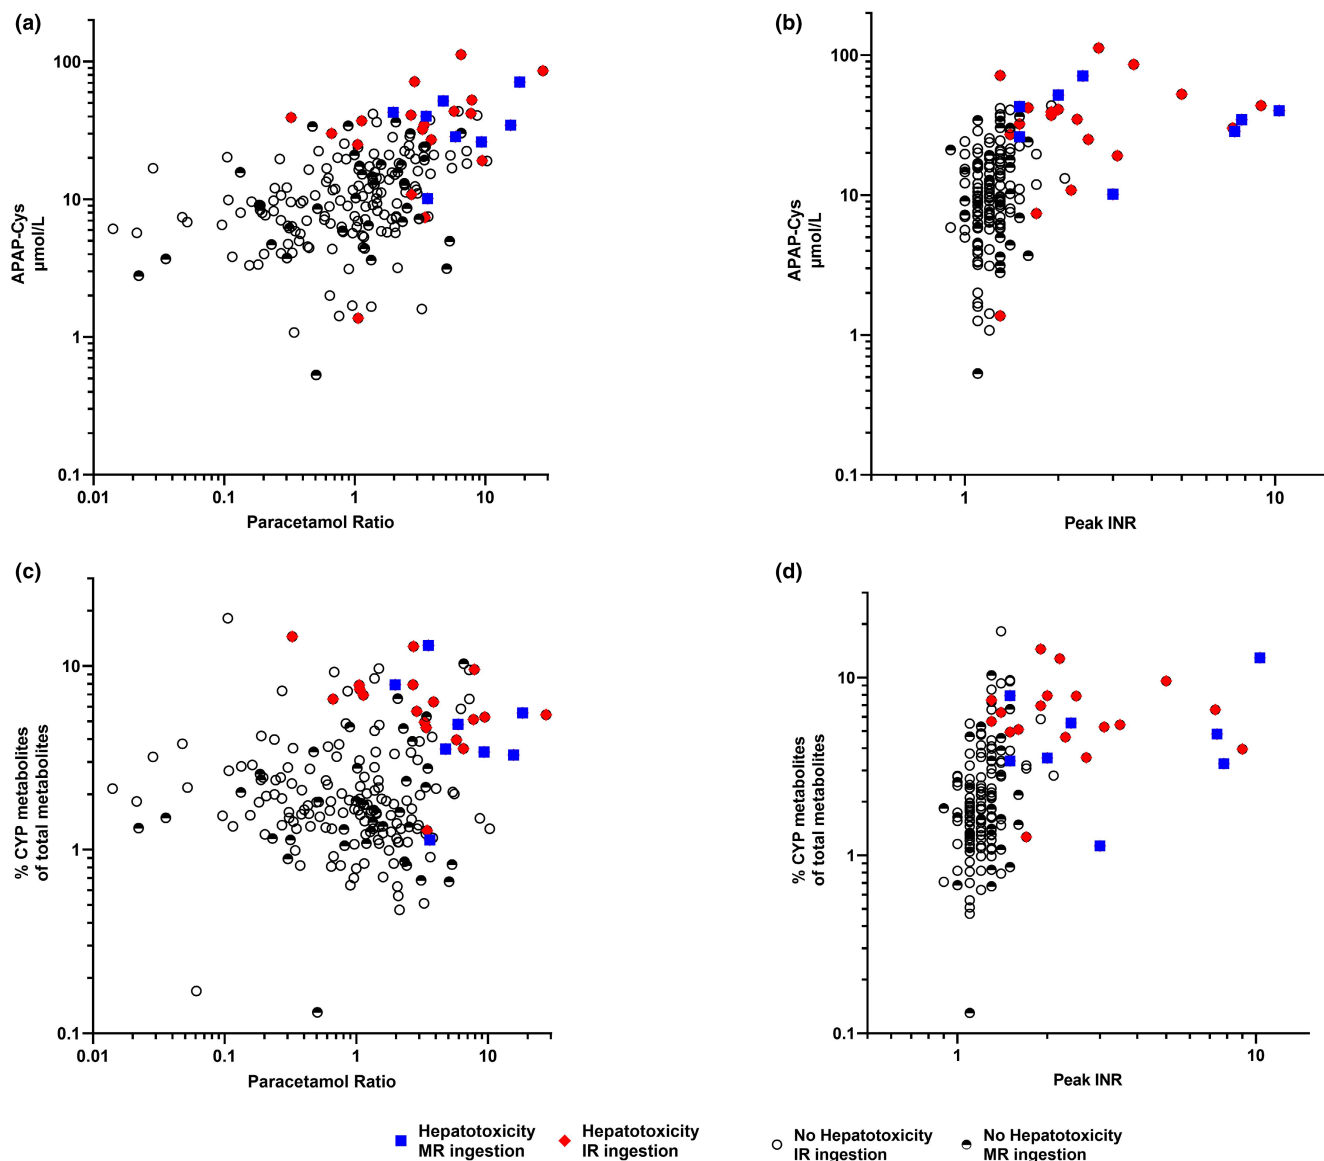 (a)
100
10
1
0.1
APAP-Cys
µmol/L
0.01
0.1
1
10
Paracetamol Ratio
(b)
100
10
1
0.1
APAP-Cys
µmol/L
1
10
Peak INR
(c)
10
1
0.1
% CYP metabolites
of total metabolites
0.01
0.1
1
10
Paracetamol Ratio
(d)
10
1
0.1
% CYP metabolites
of total metabolites
1
10
Peak INR
Hepatotoxicity
MR ingestion
Hepatotoxicity
IR ingestion
No Hepatotoxicity
IR ingestion
No Hepatotoxicity
MR ingestion